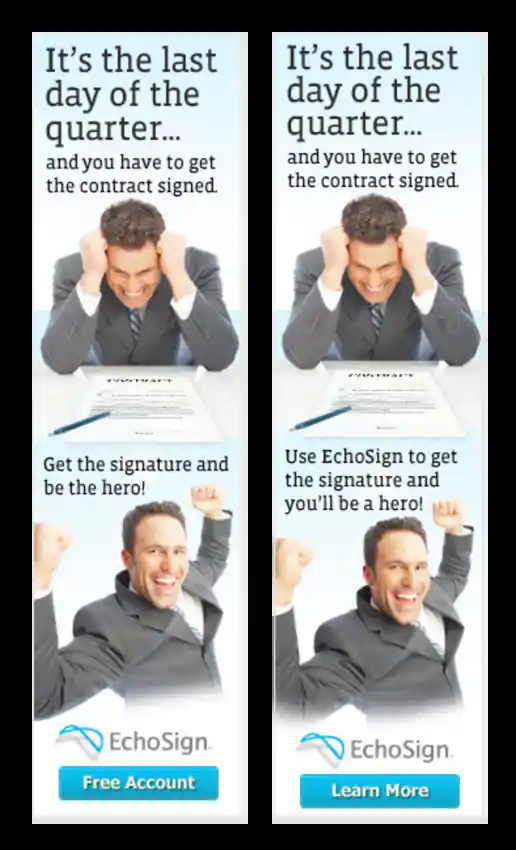 It's the last
day of the
quarter...
and you have to get
the contract signed.
CONTRACT
Get the signature and
be the hero!
EchoSign
Free Account
It's the last
day of the
quarter...
and you have to get
the contract signed.
CONTRACT
Use EchoSign to get
the signature and
you'll be a hero!
EchoSign
Learn More